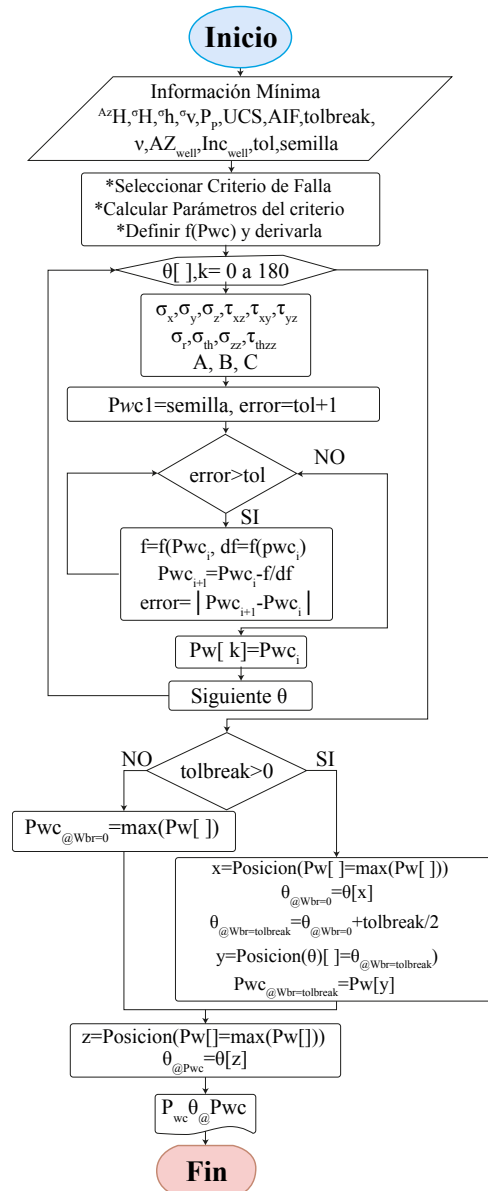 Inicio
Información Mínima
AzH,σH,σh,σv,Pp,UCS,AIF,tolbreak,
ν,AZwell,Incwell,tol,semilla
*Seleccionar Criterio de Falla
*Calcular Parámetros del criterio
*Definir f(Pwc) y derivarla
θ[ ],k= 0 a 180
σx,σy,σz,τxz,τxy,τyz
σr,σth,σzz,τthzz
A, B, C
Pwc1=semilla, error=tol+1
error>tol
NO
SI
f=f(Pwci, df=f(pwci)
Pwci+1=Pwci-f/df
error=|Pwci+1-Pwci|
Pw[ k]=Pwci
Siguiente θ
NO
tolbreak>0
SI
Pwc@Wbr=0=max(Pw[ ])
x=Posicion(Pw[ ]=max(Pw[ ]))
θ@Wbr=0=θ[x]
θ@Wbr=tolbreak=θ@Wbr=0+tolbreak/2
y=Posicion(θ)[ ]=θ@Wbr=tolbreak)
Pwc@Wbr=tolbreak=Pw[y]
z=Posicion(Pw[]=max(Pw[]))
θ@Pwc=θ[z]
Pwcθ@Pwc
Fin